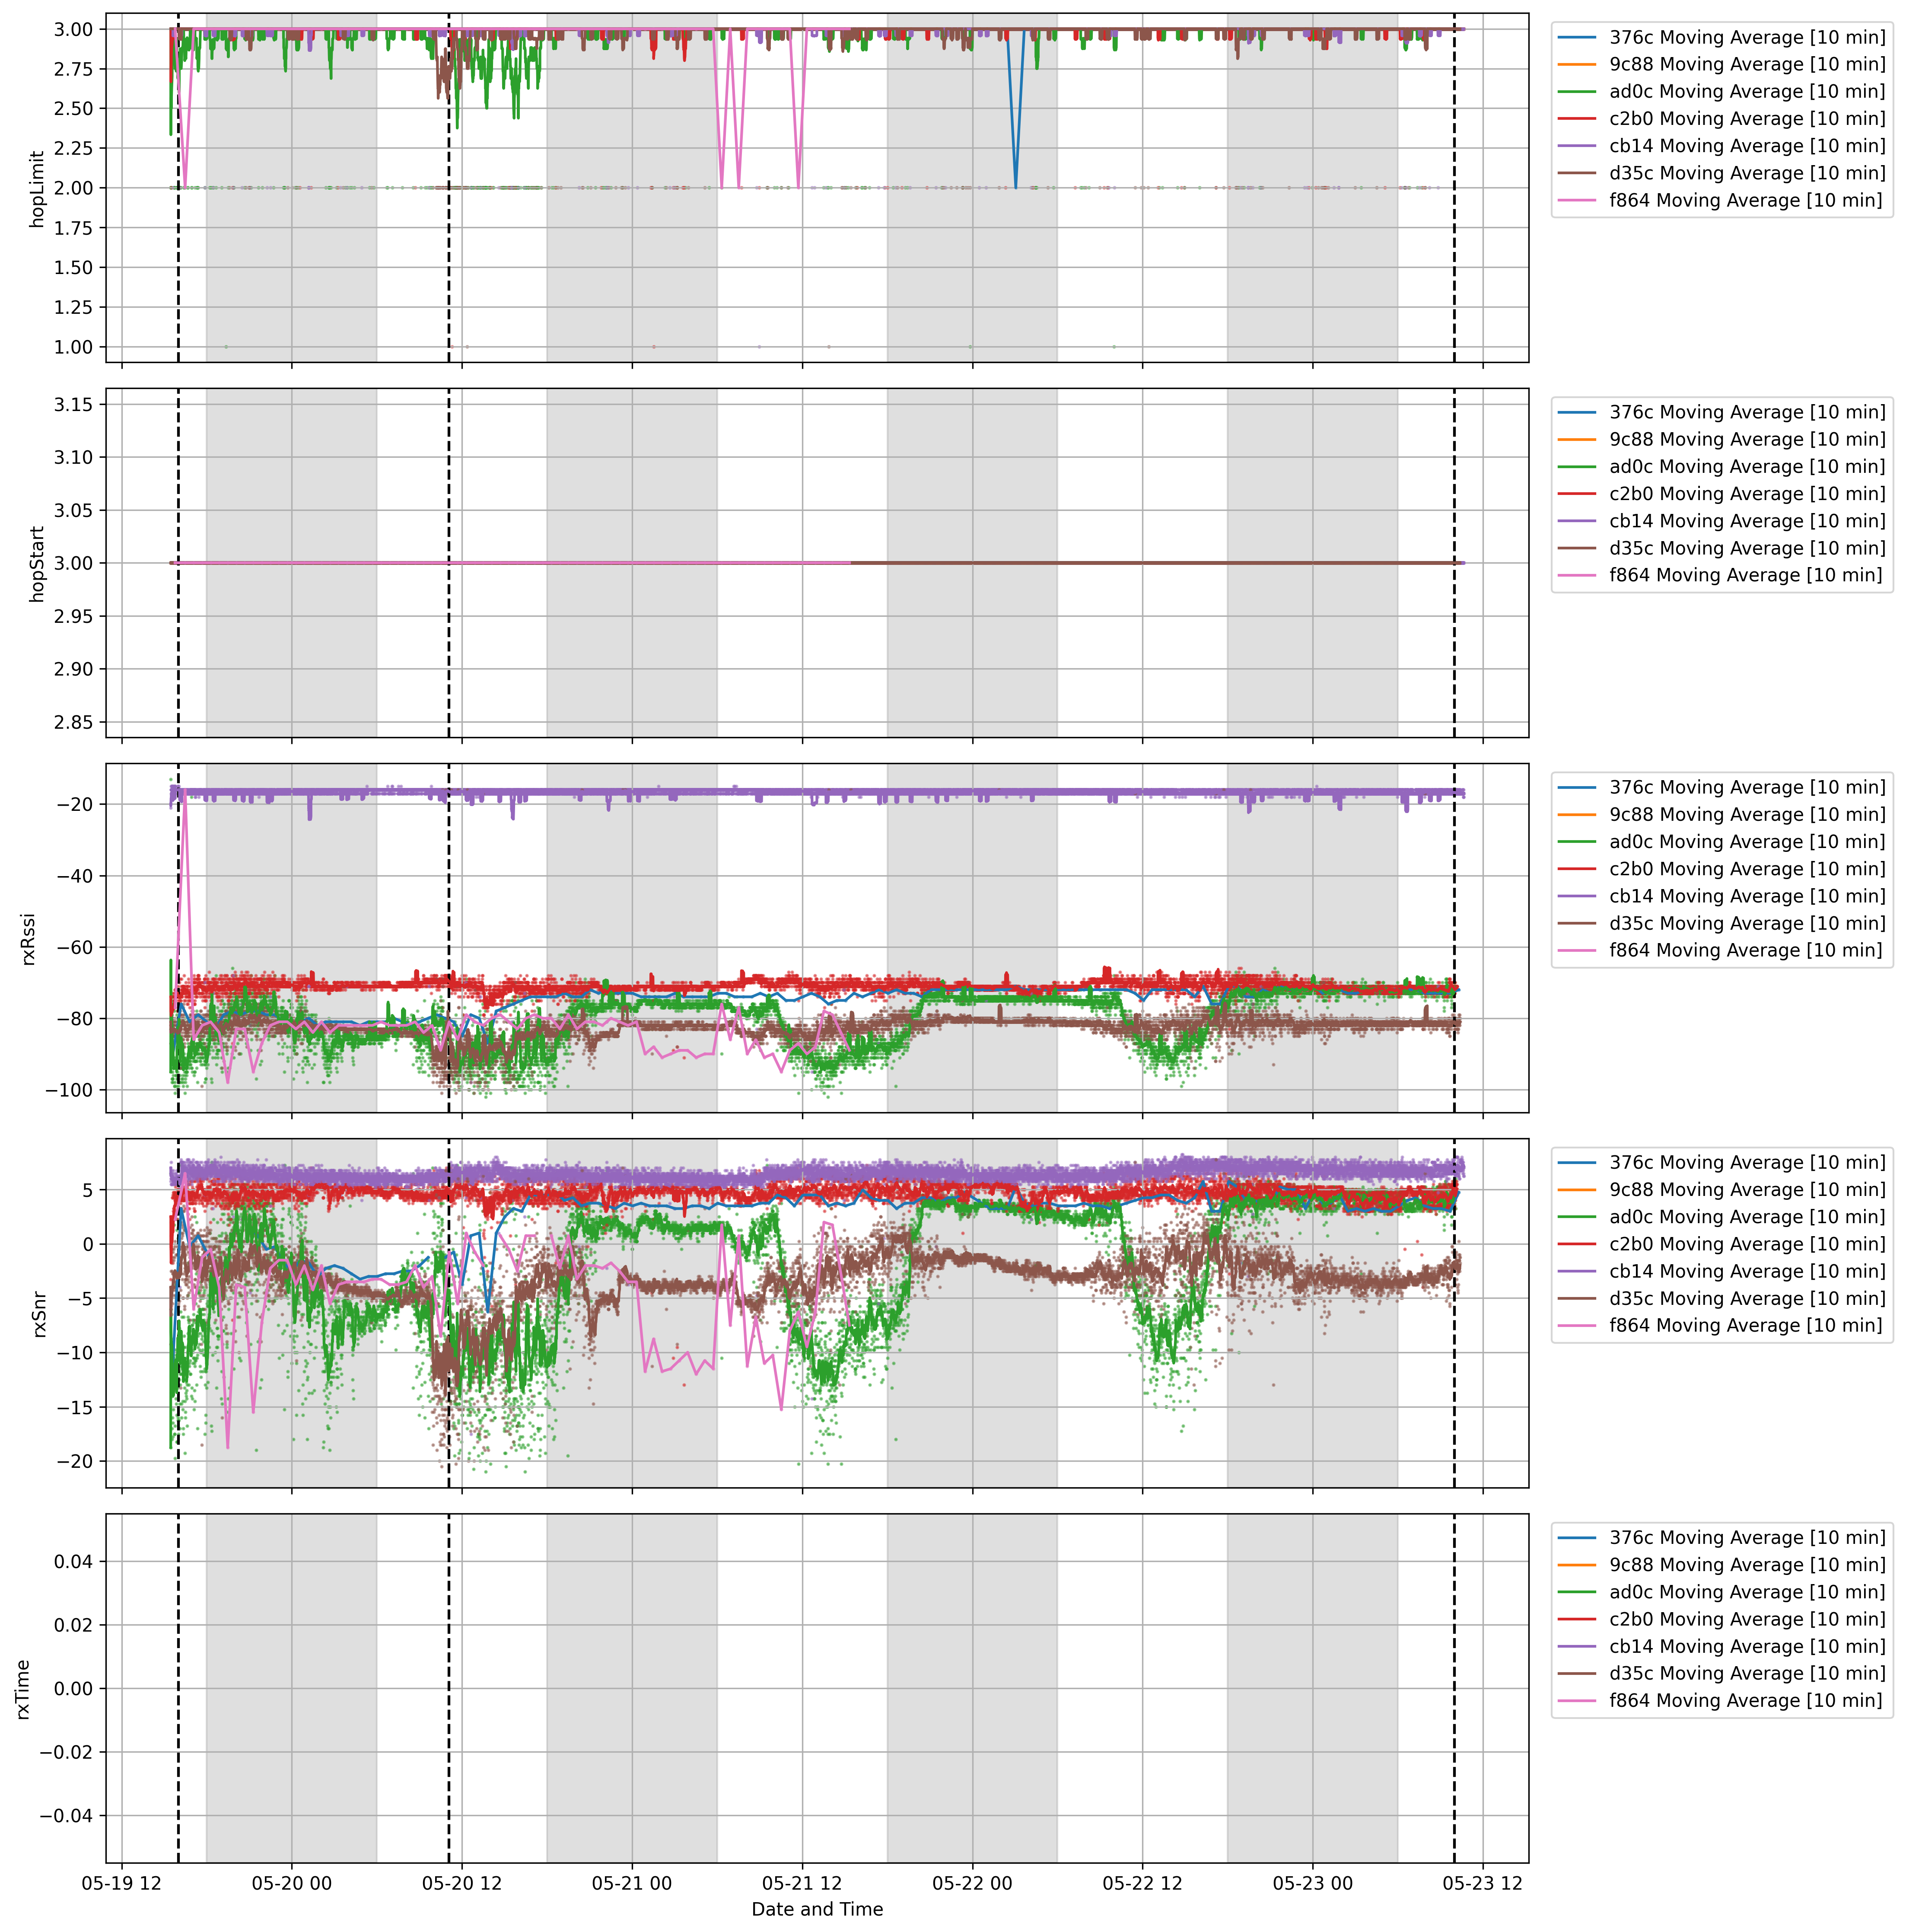 3.00
2.75
2.50
2.25
2.00
1.75
1.50
1.25
1.00
hopLimit
376c Moving Average [10 min]
9c88 Moving Average [10 min]
ad0c Moving Average [10 min]
c2b0 Moving Average [10 min]
cb14 Moving Average [10 min]
d35c Moving Average [10 min]
f864 Moving Average [10 min]
3.15
3.10
3.05
3.00
2.95
2.90
2.85
hopStart
376c Moving Average [10 min]
9c88 Moving Average [10 min]
ad0c Moving Average [10 min]
c2b0 Moving Average [10 min]
cb14 Moving Average [10 min]
d35c Moving Average [10 min]
f864 Moving Average [10 min]
−20
−40
−60
−80
−100
rxRssi
376c Moving Average [10 min]
9c88 Moving Average [10 min]
ad0c Moving Average [10 min]
c2b0 Moving Average [10 min]
cb14 Moving Average [10 min]
d35c Moving Average [10 min]
f864 Moving Average [10 min]
5
0
−5
−10
−15
−20
rxSnr
376c Moving Average [10 min]
9c88 Moving Average [10 min]
ad0c Moving Average [10 min]
c2b0 Moving Average [10 min]
cb14 Moving Average [10 min]
d35c Moving Average [10 min]
f864 Moving Average [10 min]
0.04
0.02
0.00
−0.02
−0.04
rxTime
376c Moving Average [10 min]
9c88 Moving Average [10 min]
ad0c Moving Average [10 min]
c2b0 Moving Average [10 min]
cb14 Moving Average [10 min]
d35c Moving Average [10 min]
f864 Moving Average [10 min]
05-19 12 05-20 00 05-20 12 05-21 00 05-21 12 05-22 00 05-22 12 05-23 00 05-23 12
Date and Time